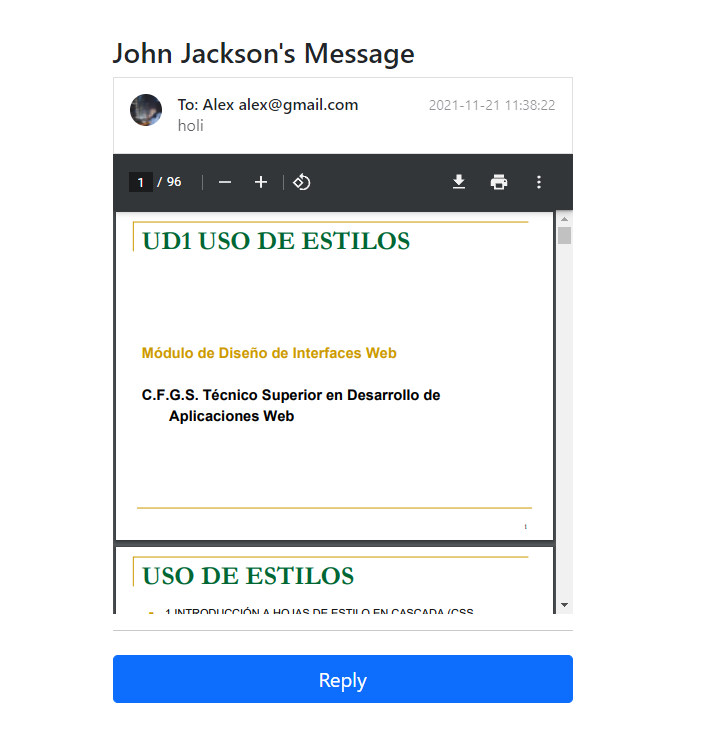 John Jackson's Message
To: Alex alex@gmail.com 2021-11-21 11:38:22
holi
1 / 96
UD1 USO DE ESTILOS
Módulo de Diseño de Interfaces Web
C.F.G.S. Técnico Superior en Desarrollo de
Aplicaciones Web
1
USO DE ESTILOS
1 INTRODUCCIÓN A HOJAS DE ESTILO EN CASCADA (CSS
Reply